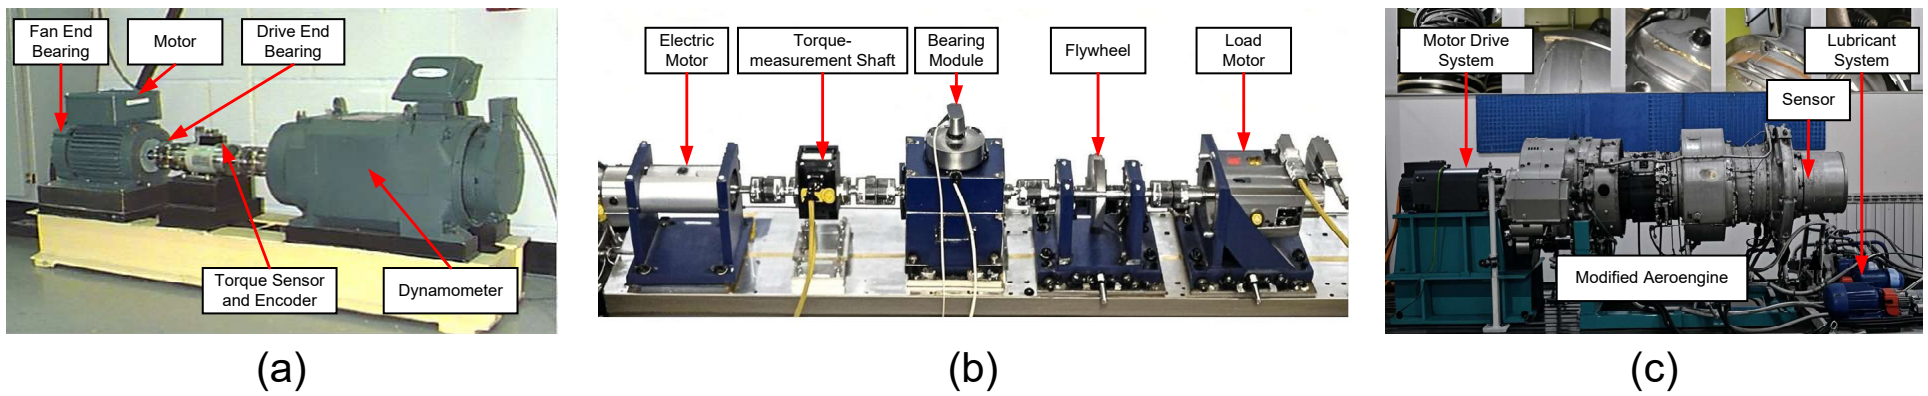 Fan End
Bearing
Motor
Drive End
Bearing
Torque Sensor
and Encoder
Dynamometer
(a)
Electric
Motor
Torque-
measurement Shaft
Bearing
Module
Flywheel
Load
Motor
(b)
Motor Drive
System
Lubricant
System
Sensor
Modified Aeroengine
(c)